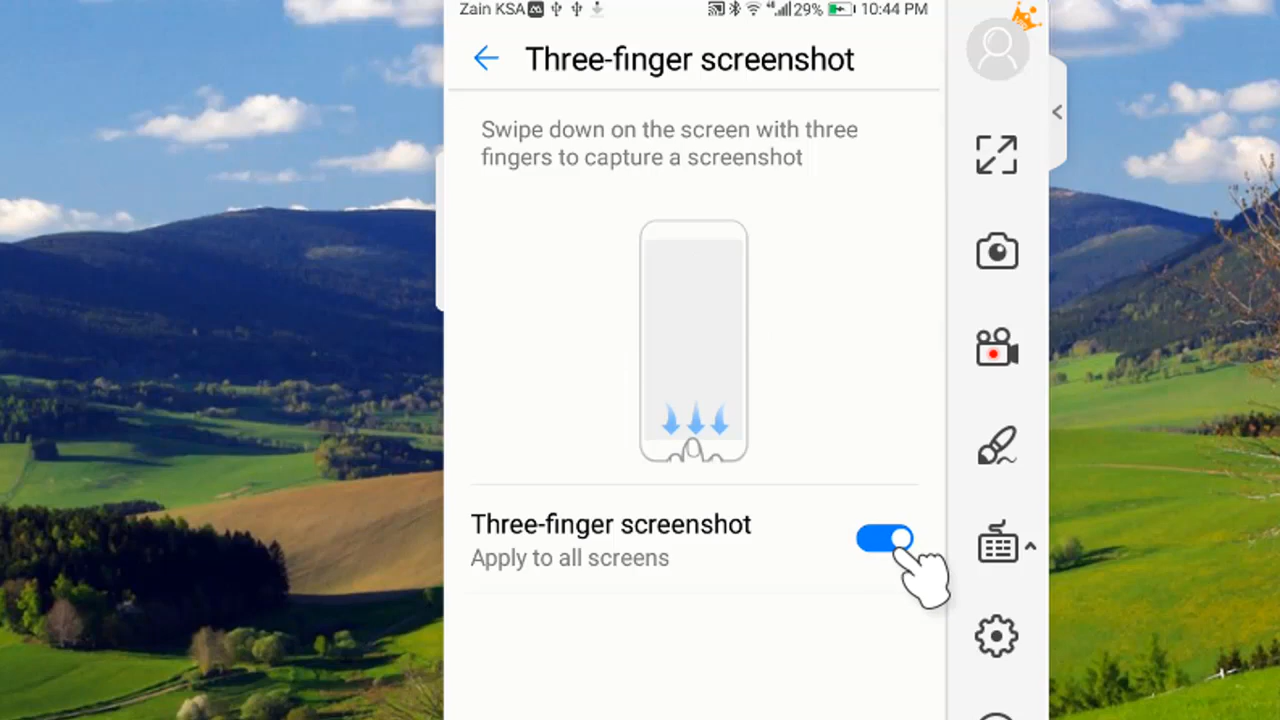 Zain KSA 29% 10:44 PM
Three-finger screenshot
Swipe down on the screen with three
fingers to capture a screenshot
Three-finger screenshot
Apply to all screens